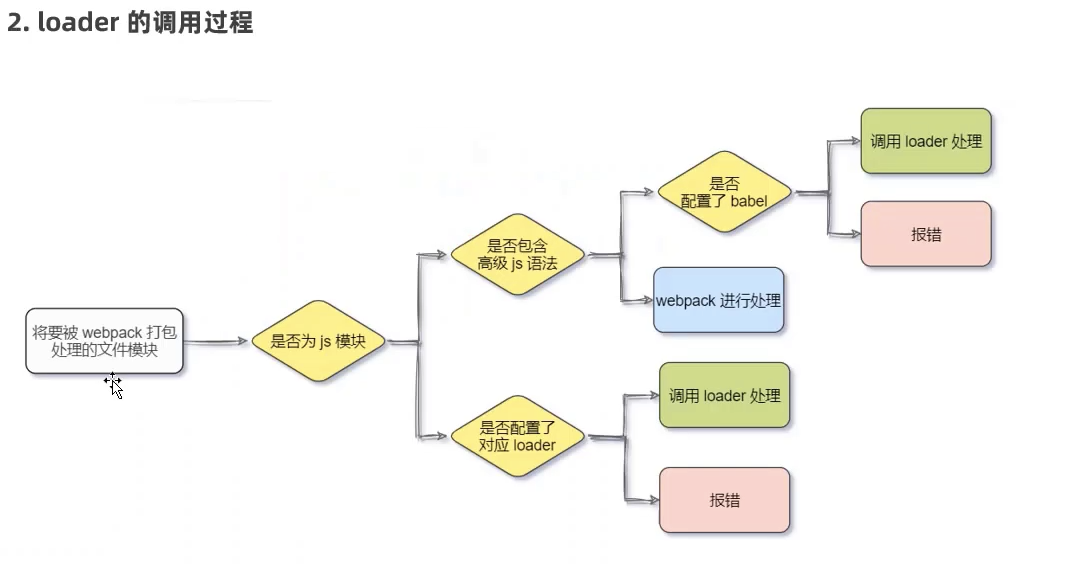 2. loader 的调用过程
调用 loader 处理
是否
配置了 babel
报错
是否包含
高级 js 语法
webpack 进行处理
将要被 webpack 打包
处理的文件模块
是否为 js 模块
调用 loader 处理
是否配置了
对应 loader
报错